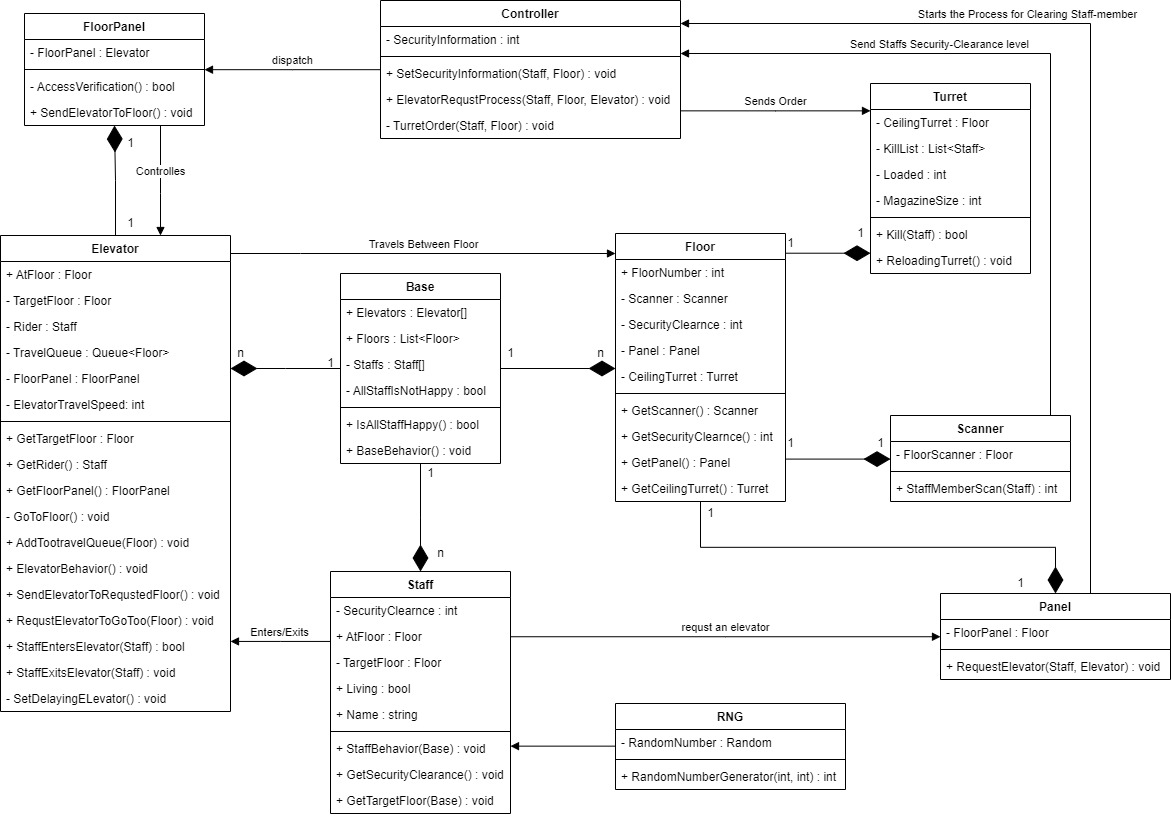 FloorPanel
- FloorPanel : Elevator
- AccessVerification() : bool
+ SendElevatorToFloor() : void
dispatch
Controller
- SecurityInformation : int
+ SetSecurityInformation(Staff, Floor) : void
+ ElevatorRequstProcess(Staff, Floor, Elevator) : void
- TurretOrder(Staff, Floor) : void
Starts the Process for Clearing Staff-member
Send Staffs Security-Clearance level
Sends Order
Turret
- CeilingTurret : Floor
- KillList : List<Staff>
- Loaded : int
- MagazineSize : int
+ Kill(Staff) : bool
+ ReloadingTurret() : void
1
Controlles
1
Elevator
+ AtFloor : Floor
- TargetFloor : Floor
- Rider : Staff
- TravelQueue : Queue<Floor>
- FloorPanel : FloorPanel
- ElevatorTravelSpeed: int
+ GetTargetFloor : Floor
+ GetRider() : Staff
+ GetFloorPanel() : FloorPanel
- GoToFloor() : void
+ AddTootravelQueue(Floor) : void
+ ElevatorBehavior() : void
+ SendElevatorToRequstedFloor() : void
+ RequstElevatorToGoToo(Floor) : void
+ StaffEntersElevator(Staff) : bool
+ StaffExitsElevator(Staff) : void
- SetDelayingELevator() : void
Travels Between Floor
n
1
Base
+ Elevators : Elevator[]
+ Floors : List<Floor>
- Staffs : Staff[]
- AllStaffIsNotHappy : bool
+ IsAllStaffHappy() : bool
+ BaseBehavior() : void
1
n
Floor
+ FloorNumber : int
- Scanner : Scanner
- SecurityClearnce : int
- Panel : Panel
- CeilingTurret : Turret
+ GetScanner() : Scanner
+ GetSecurityClearnce() : int
+ GetPanel() : Panel
+ GetCeilingTurret() : Turret
1
1
1
1
Scanner
- FloorScanner : Floor
+ StaffMemberScan(Staff) : int
1
n
1
1
Staff
- SecurityClearnce : int
+ AtFloor : Floor
- TargetFloor : Floor
+ Living : bool
+ Name : string
+ StaffBehavior(Base) : void
+ GetSecurityClearance() : void
+ GetTargetFloor(Base) : void
Enters/Exits
requst an elevator
Panel
- FloorPanel : Floor
+ RequestElevator(Staff, Elevator) : void
RNG
- RandomNumber : Random
+ RandomNumberGenerator(int, int) : int